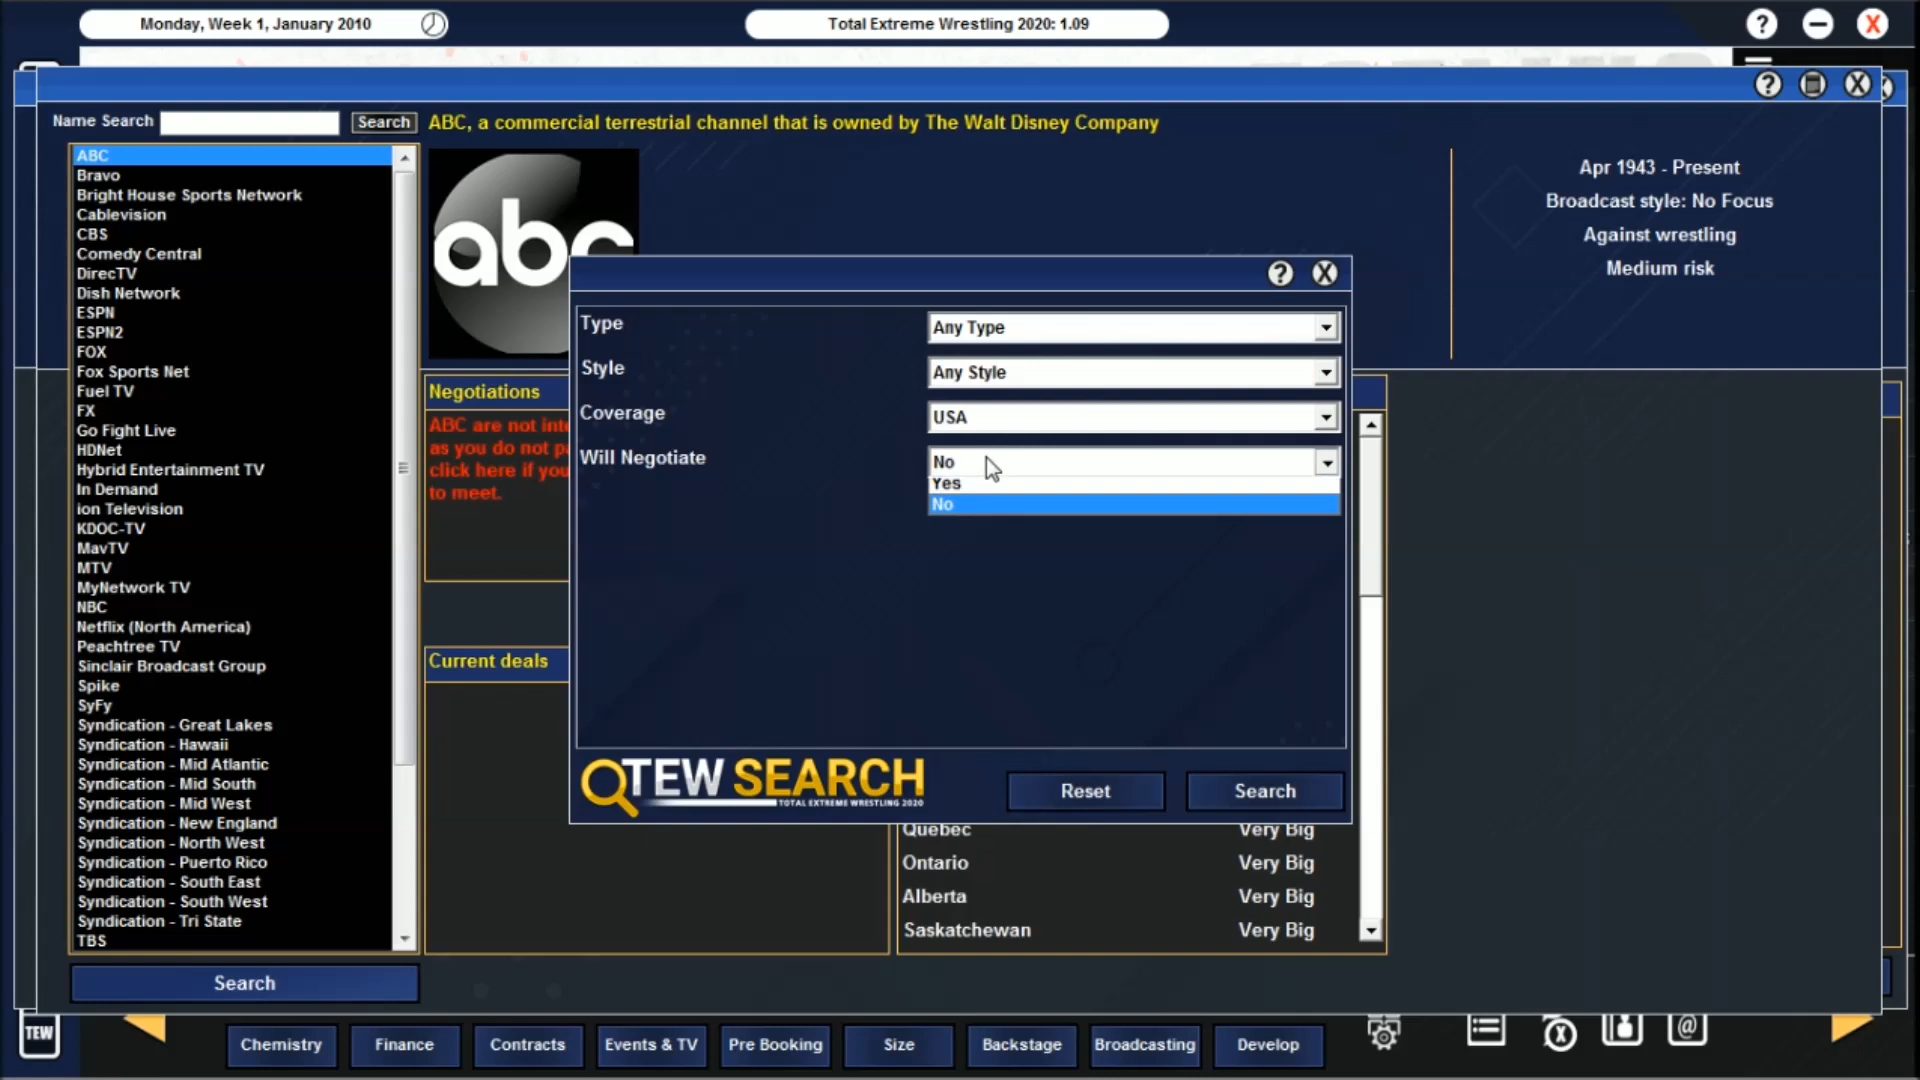 Monday, Week 1, January 2010
Total Extreme Wrestling 2020: 1.09
Name Search
Search
ABC, a commercial terrestrial channel that is owned by The Walt Disney Company
ABC
Bravo
Bright House Sports Network
Cablevision
CBS
Comedy Central
DirecTV
Dish Network
ESPN
ESPN2
FOX
Fox Sports Net
Fuel TV
FX
Go Fight Live
HDNet
Hybrid Entertainment TV
In Demand
ion Television
KDOC-TV
MavTV
MTV
MyNetwork TV
NBC
Netflix (North America)
Peachtree TV
Sinclair Broadcast Group
Spike
SyFy
Syndication - Great Lakes
Syndication - Hawaii
Syndication - Mid Atlantic
Syndication - Mid South
Syndication - Mid West
Syndication - New England
Syndication - North West
Syndication - Puerto Rico
Syndication - South East
Syndication - South West
Syndication - Tri State
TBS
Search
abc
Apr 1943 - Present
Broadcast style: No Focus
Against wrestling
Medium risk
Negotiations
ABC are not
as you do not
click here if you
to meet.
Current deals
Type
Any Type
Style
Any Style
Coverage
USA
Will Negotiate
No
Yes
No
TEW SEARCH
TOTAL EXTREME WRESTLING 2020
Reset
Search
Quebec Very Big
Ontario Very Big
Alberta Very Big
Saskatchewan Very Big
TEW
Chemistry
Finance
Contracts
Events & TV
Pre Booking
Size
Backstage
Broadcasting
Develop